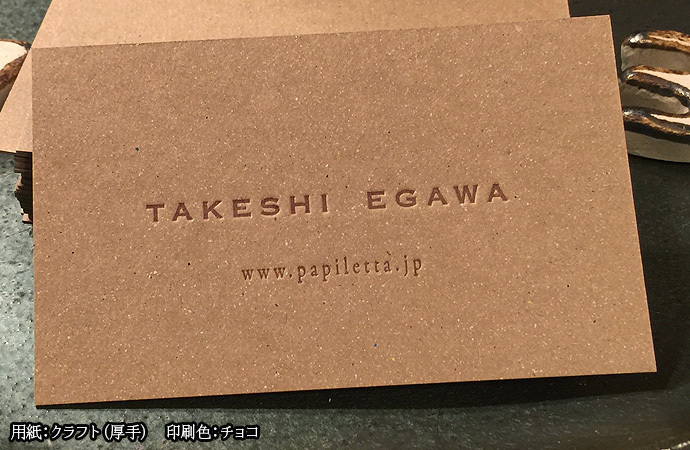 TAKESHI EGAWA
www.papiletta.jp
用紙:クラフト(厚手) 印刷色:チョコ